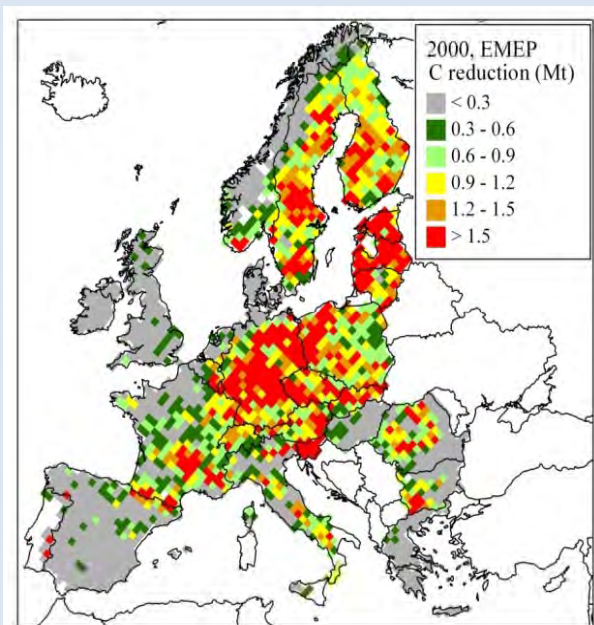 2000, EMEP
C reduction (Mt)
< 0.3
0.3 - 0.6
0.6 - 0.9
0.9 - 1.2
1.2 - 1.5
> 1.5